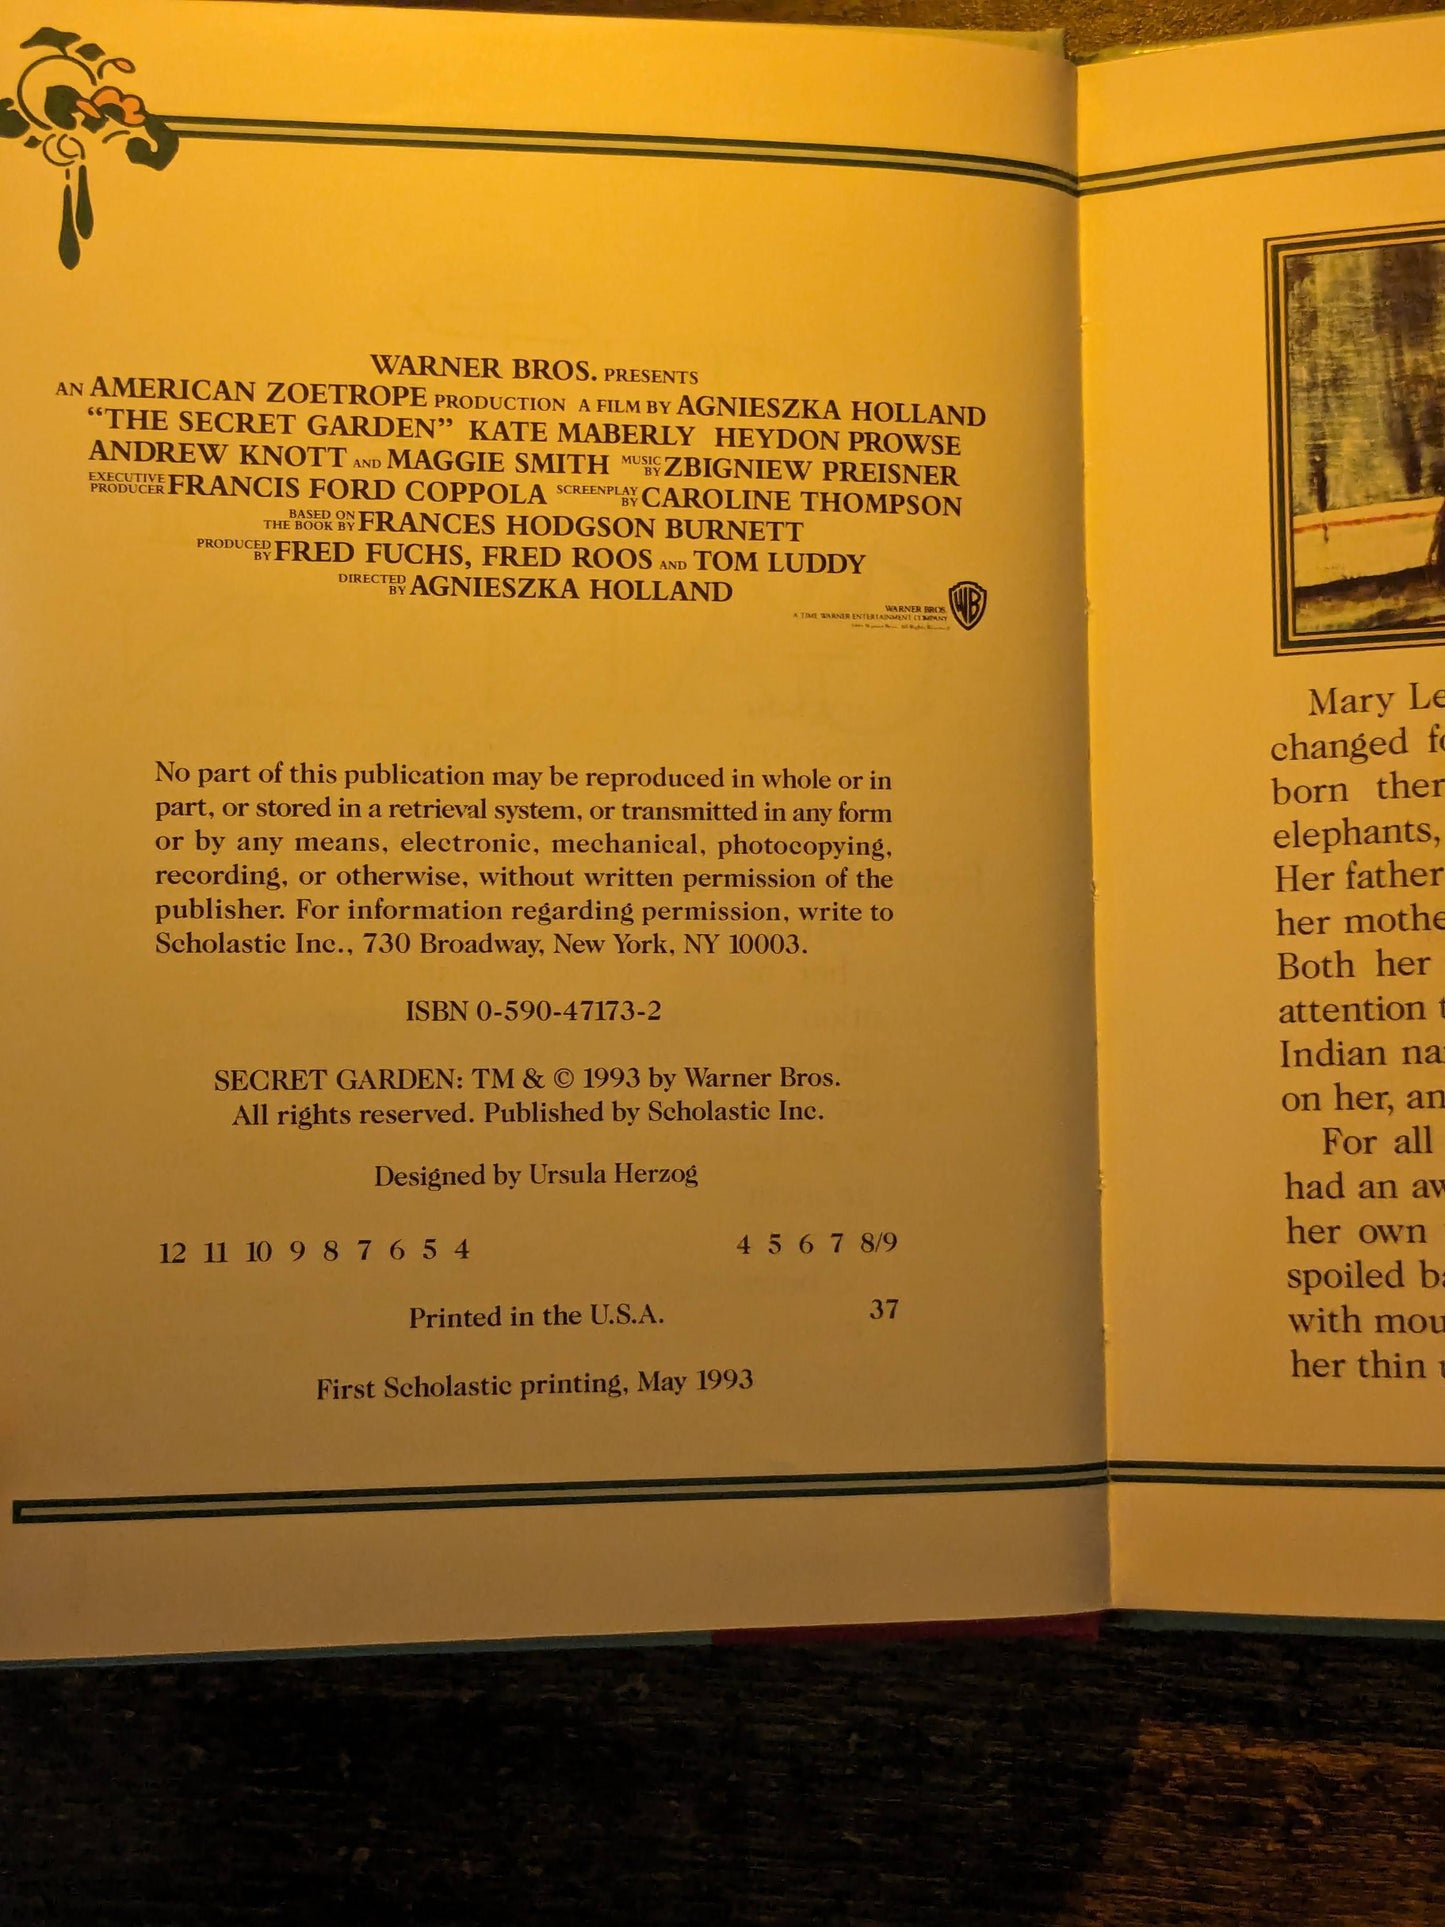 WARNER BROS. PRESENTS
AN AMERICAN ZOETROPE PRODUCTION A FILM BY AGNIESZKA HOLLAND
“THE SECRET GARDEN” KATE MABERLY HEYDON PROWSE
ANDREW KNOTT AND MAGGIE SMITH MUSIC BY ZBIGNIEW PREISNER
EXECUTIVE PRODUCER FRANCIS FORD COPPOLA SCREENPLAY BY CAROLINE THOMPSON
BASED ON THE BOOK BY FRANCES HODGSON BURNETT
PRODUCED BY FRED FUCHS, FRED ROOS AND TOM LUDDY
DIRECTED BY AGNIESZKA HOLLAND
WB
WARNER BROS.
A TIME WARNER ENTERTAINMENT COMPANY
No part of this publication may be reproduced in whole or in
part, or stored in a retrieval system, or transmitted in any form
or by any means, electronic, mechanical, photocopying,
recording, or otherwise, without written permission of the
publisher. For information regarding permission, write to
Scholastic Inc., 730 Broadway, New York, NY 10003.
ISBN 0-590-47173-2
SECRET GARDEN: TM & © 1993 by Warner Bros.
All rights reserved. Published by Scholastic Inc.
Designed by Ursula Herzog
12 11 10 9 8 7 6 5 4 4 5 6 7 8/9
Printed in the U.S.A. 37
First Scholastic printing, May 1993
Mary Le
changed
born ther
elephants,
Her father
her mothe
Both her
attention
Indian na
on her, an
For all
had an aw
her own
spoiled ba
with mou
her thin